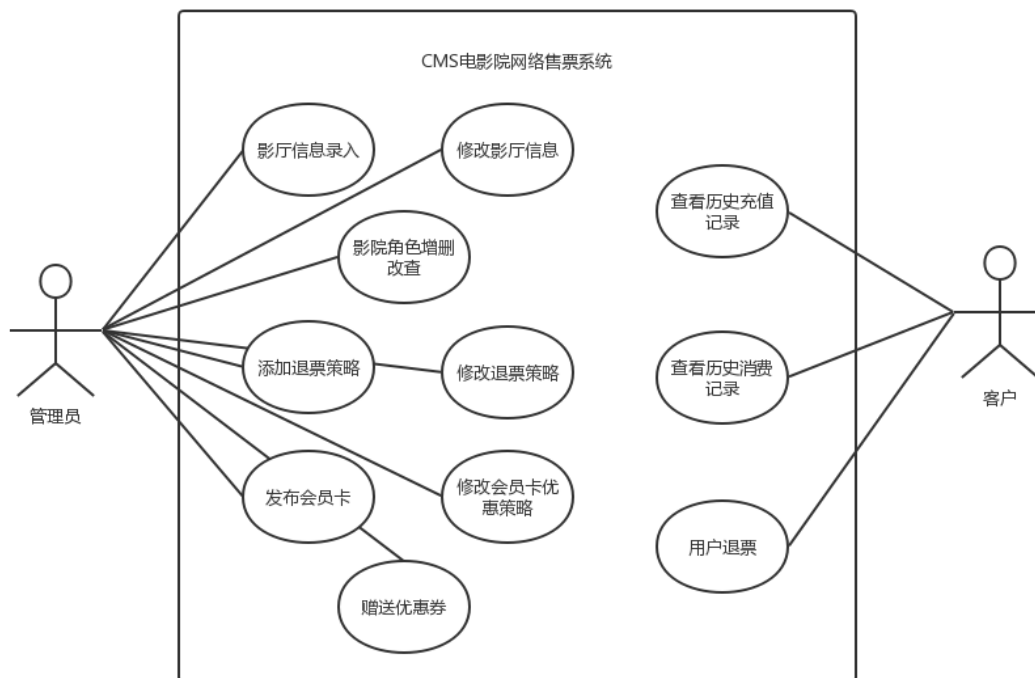 CMS电影院网络售票系统
影厅信息录入
修改影厅信息
查看历史充值
记录
影院角色增删
改查
添加退票策略
修改退票策略
查看历史消费
记录
管理员
客户
发布会员卡
修改会员卡优
惠策略
用户退票
赠送优惠券